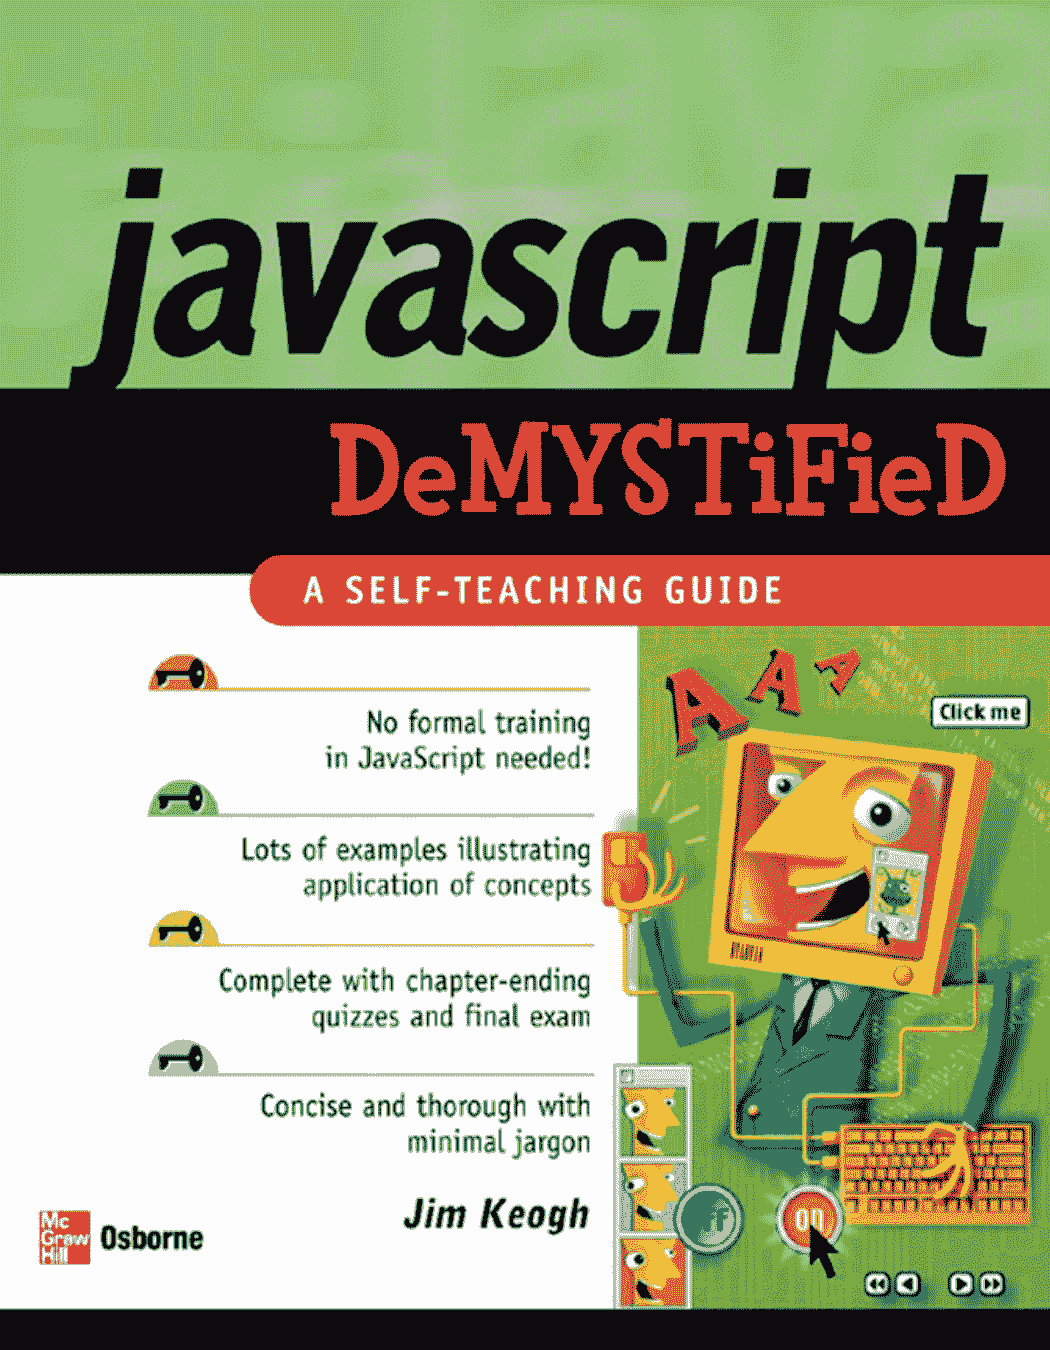 javascript
DeMYSTiFieD
A SELF-TEACHING GUIDE
No formal training
in JavaScript needed!
Lots of examples illustrating
application of concepts
Complete with chapter-ending
quizzes and final exam
Concise and thorough with
minimal jargon
Jim Keogh
Mc
Graw
Hill
Osborne
A A A
Click me
on